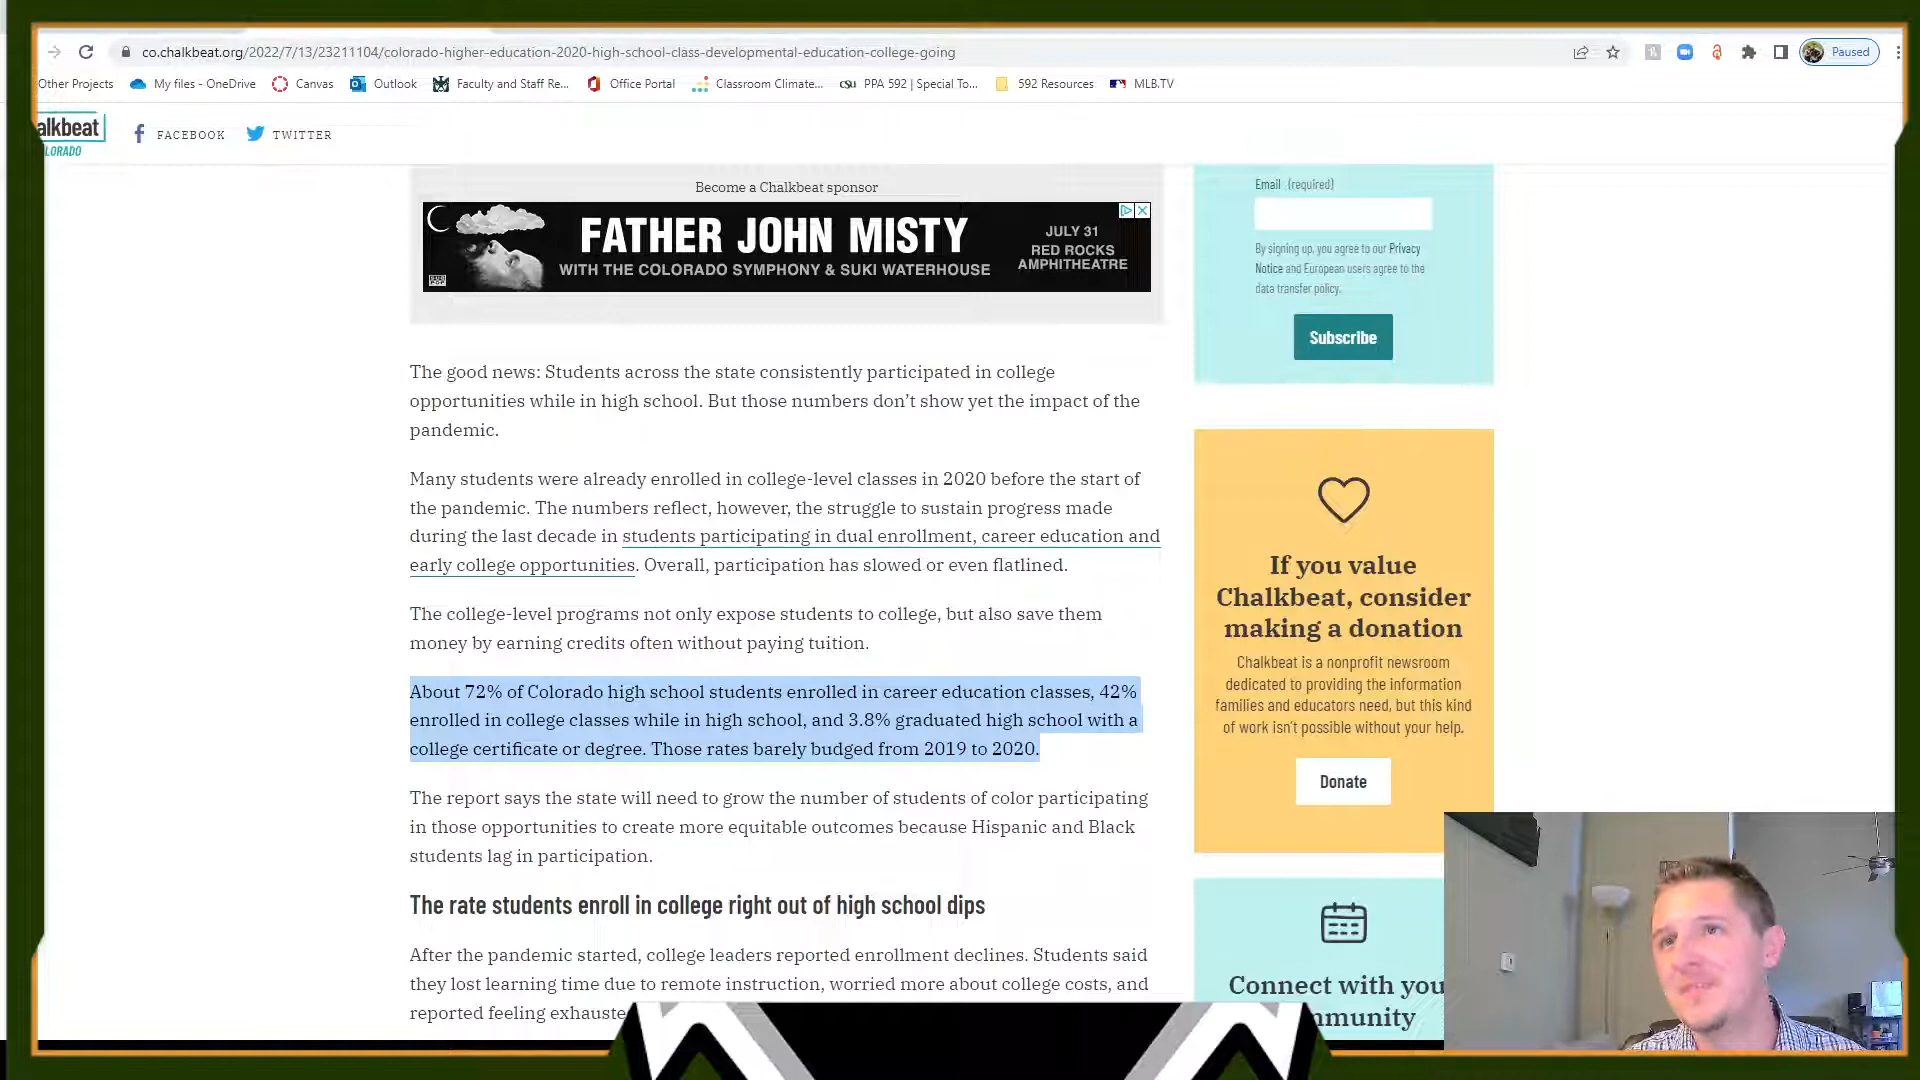 co.chalkbeat.org/2022/7/13/23211104/colorado-higher-education-2020-high-school-class-developmental-education-college-going
Paused
Other Projects
My files - OneDrive
Canvas
Outlook
Faculty and Staff Re...
Office Portal
Classroom Climate...
CSU
PPA 592 | Special To...
592 Resources
MLB.TV
alkbeat
LORADO
FACEBOOK
TWITTER
Become a Chalkbeat sponsor
FATHER JOHN MISTY
WITH THE COLORADO SYMPHONY & SUKI WATERHOUSE
JULY 31
RED ROCKS
AMPHITHEATRE
The good news: Students across the state consistently participated in college
opportunities while in high school. But those numbers don’t show yet the impact of the
pandemic.
Many students were already enrolled in college-level classes in 2020 before the start of
the pandemic. The numbers reflect, however, the struggle to sustain progress made
during the last decade in students participating in dual enrollment, career education and
early college opportunities. Overall, participation has slowed or even flatlined.
The college-level programs not only expose students to college, but also save them
money by earning credits often without paying tuition.
About 72% of Colorado high school students enrolled in career education classes, 42%
enrolled in college classes while in high school, and 3.8% graduated high school with a
college certificate or degree. Those rates barely budged from 2019 to 2020.
The report says the state will need to grow the number of students of color participating
in those opportunities to create more equitable outcomes because Hispanic and Black
students lag in participation.
The rate students enroll in college right out of high school dips
After the pandemic started, college leaders reported enrollment declines. Students said
they lost learning time due to remote instruction, worried more about college costs, and
reported feeling exhauste
Email (required)
By signing up, you agree to our Privacy
Notice and European users agree to the
data transfer policy.
Subscribe
If you value
Chalkbeat, consider
making a donation
Chalkbeat is a nonprofit newsroom
dedicated to providing the information
families and educators need, but this kind
of work isn’t possible without your help.
Donate
Connect with you
mmunity